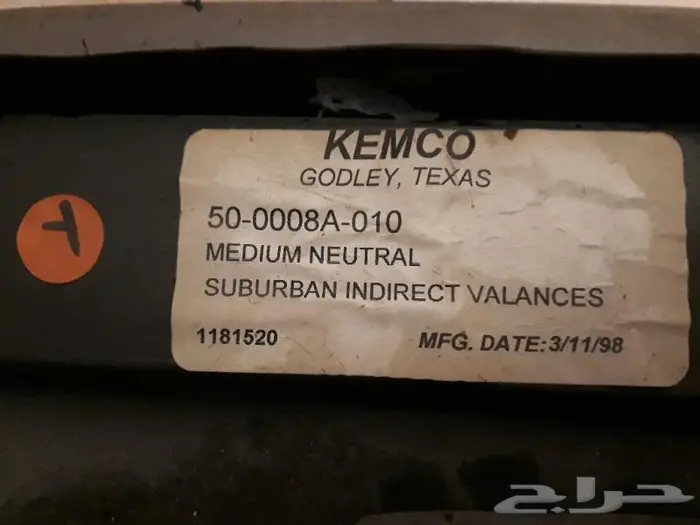 KEMCO
GODLEY, TEXAS
50-0008A-010
MEDIUM NEUTRAL
SUBURBAN INDIRECT VALANCES
1181520 MFG. DATE:3/11/98
T
حراج